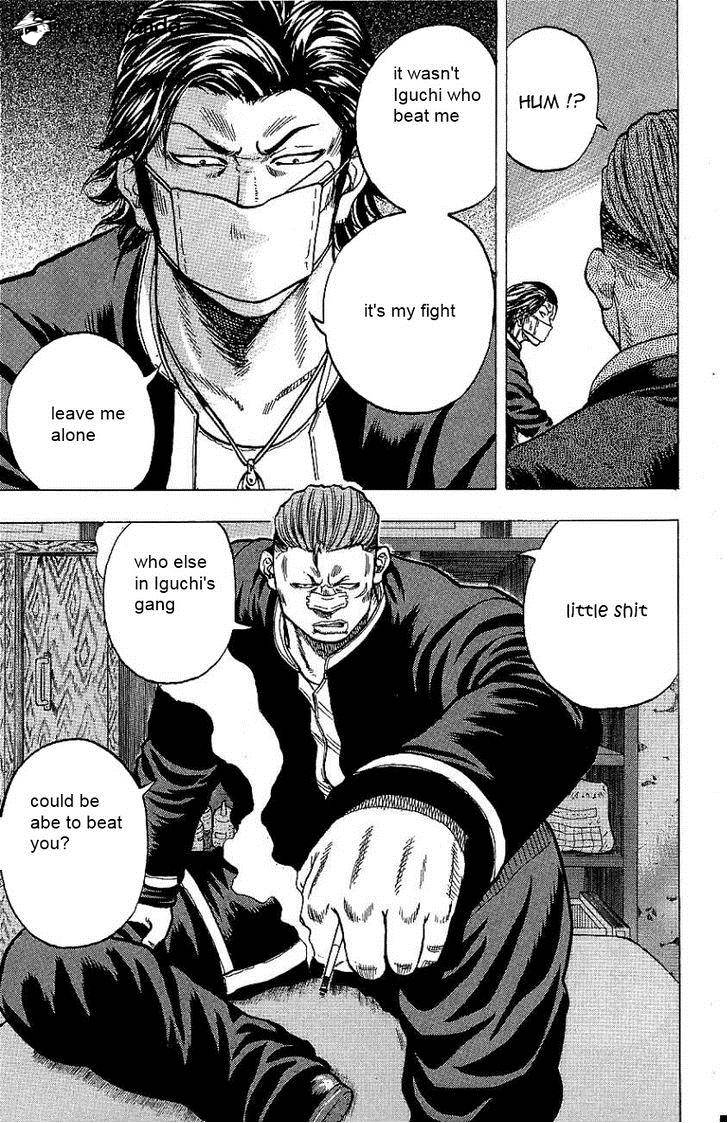 HUM !?
it wasn't
Iguchi who
beat me
it's my fight
leave me
alone
little shit
who else
in Iguchi's
gang
could be
abe to beat
you?